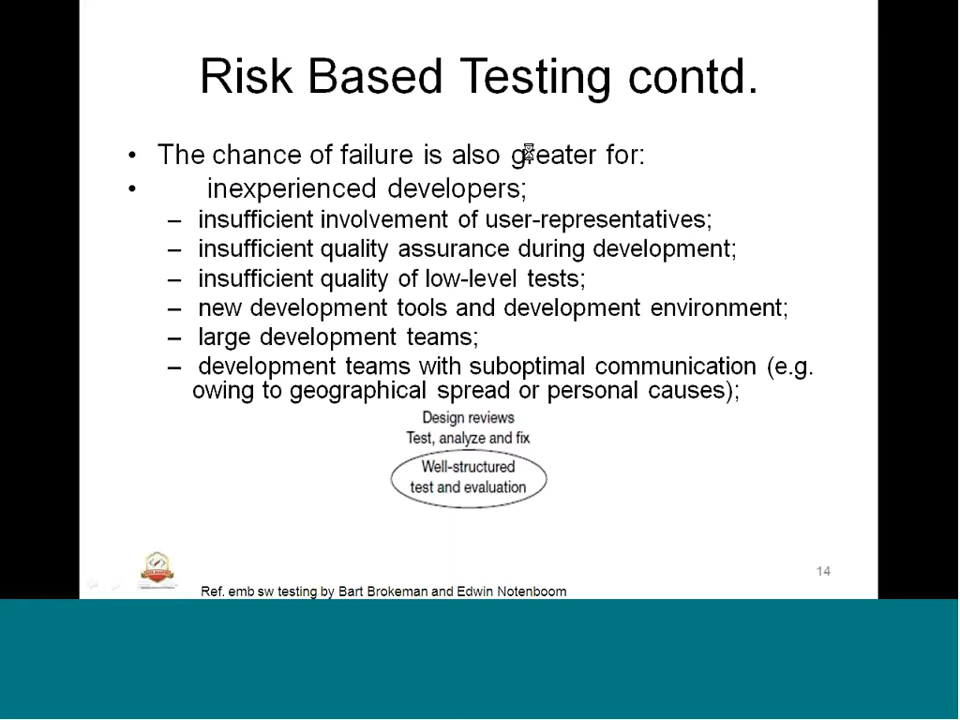 Risk Based Testing contd.
• The chance of failure is also greater for:
• inexperienced developers;
– insufficient involvement of user-representatives;
– insufficient quality assurance during development;
– insufficient quality of low-level tests;
– new development tools and development environment;
– large development teams;
– development teams with suboptimal communication (e.g.
owing to geographical spread or personal causes);
Design reviews
Test, analyze and fix
Well-structured
test and evaluation
14
Ref. emb sw testing by Bart Brokeman and Edwin Notenboom